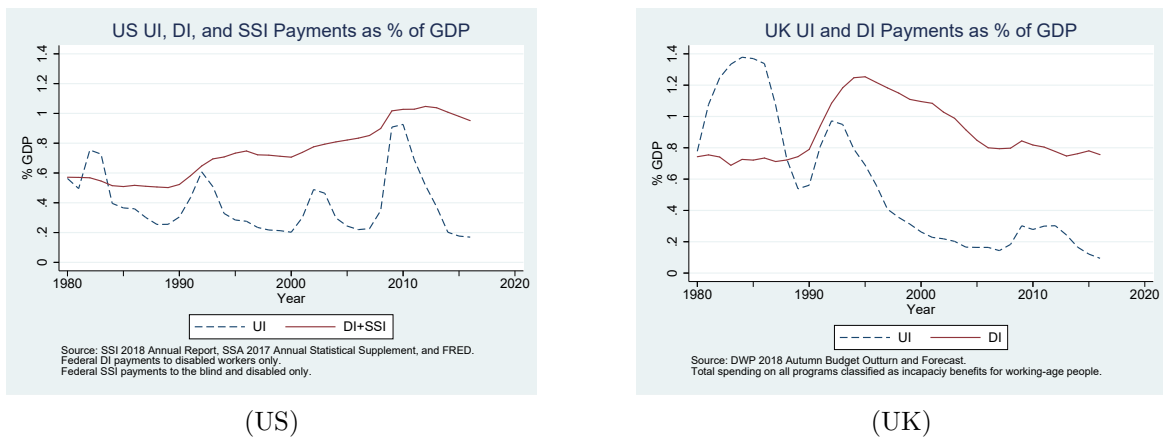 US UI, DI, and SSI Payments as % of GDP
% GDP
1.4
1.2
1
.8
.6
.4
.2
0
1980 1990 2000 2010 2020
Year
UI DI+SSI
Source: SSI 2018 Annual Report, SSA 2017 Annual Statistical Supplement, and FRED.
Federal DI payments to disabled workers only.
Federal SSI payments to the blind and disabled only.
(US)
UK UI and DI Payments as % of GDP
% GDP
1.4
1.2
1
.8
.6
.4
.2
0
1980 1990 2000 2010 2020
Year
UI DI
Source: DWP 2018 Autumn Budget Outturn and Forecast.
Total spending on all programs classified as incapaciy benefits for working-age people.
(UK)